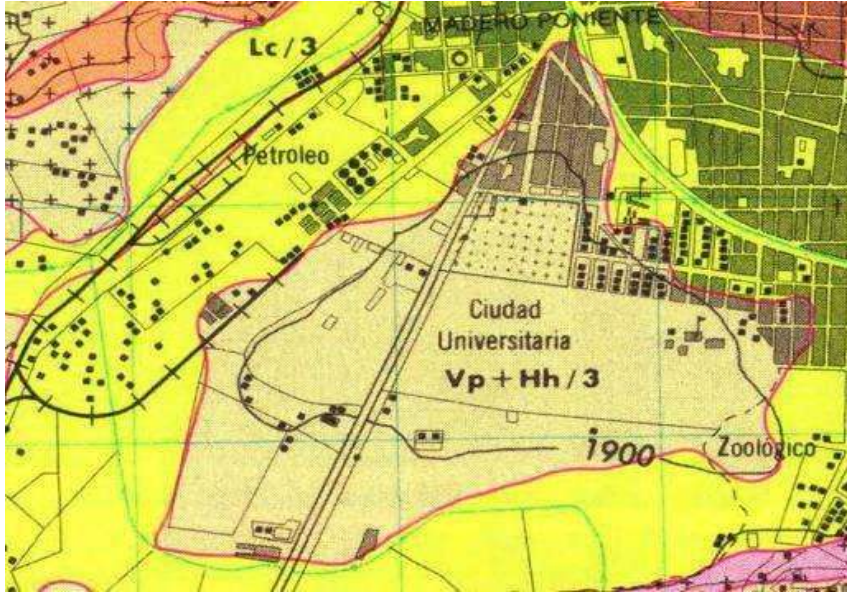 MADERO PONIENTE
Lc / 3
Petroleo
Ciudad
Universitaria
Vp + Hh / 3
1900
Zoológico